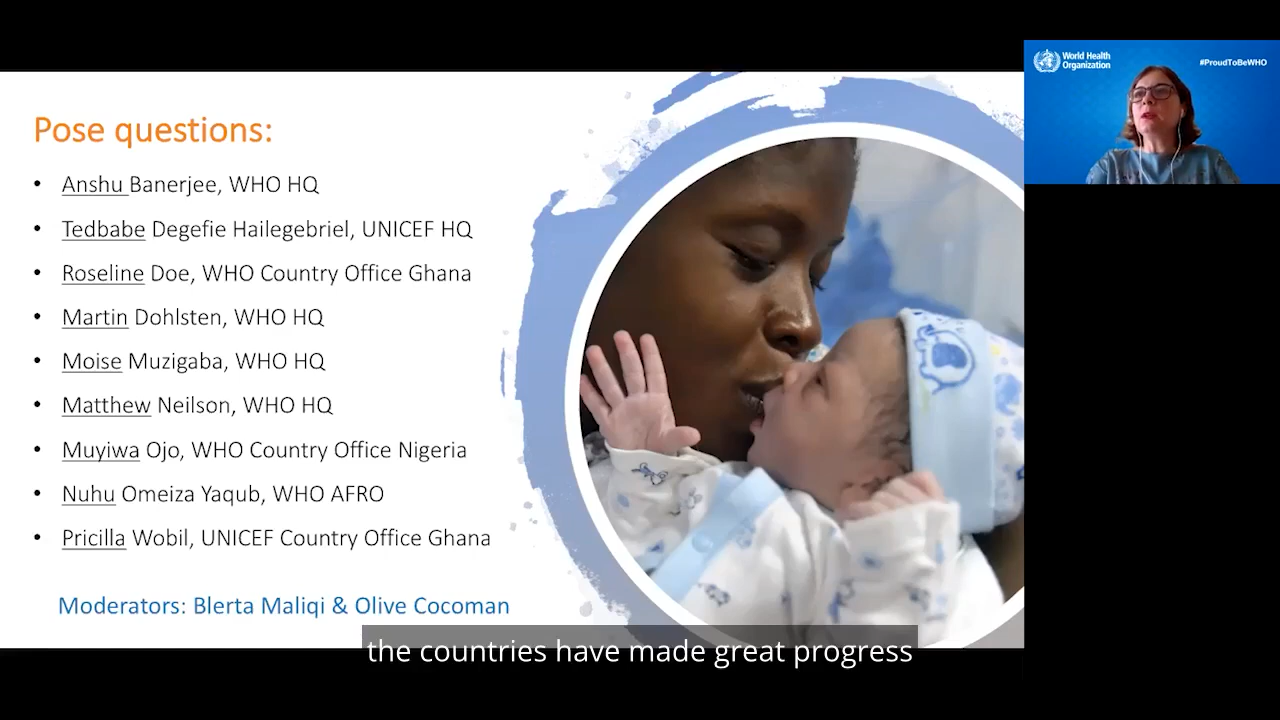 Pose questions:
• Anshu Banerjee, WHO HQ
• Tedbabe Degefie Hailegebriel, UNICEF HQ
• Roseline Doe, WHO Country Office Ghana
• Martin Dohlsten, WHO HQ
• Moise Muzigaba, WHO HQ
• Matthew Neilson, WHO HQ
• Muyiwa Ojo, WHO Country Office Nigeria
• Nuhu Omeiza Yaqub, WHO AFRO
• Pricilla Wobil, UNICEF Country Office Ghana
Moderators: Blerta Maliqi & Olive Cocoman
the countries have made great progress
World Health
Organization
#ProudToBeWHO